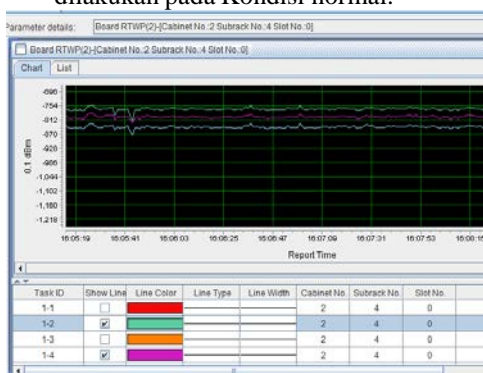 dilakukan pada Kondisi normal.
Parameter details: Board RTWP(2)-[Cabinet No.:2 Subrack No.:4 Slot No.:0]
Board RTWP(2)-[Cabinet No.:2 Subrack No.:4 Slot No.:0]
Chart List
-696
-754
-812
-870
-928
-986
-1,044
-1,102
-1,160
-1,218
0.1 dBm
16:05:19 16:05:41 16:06:03 16:06:25 16:06:47 16:07:09 16:07:31 16:07:53 16:08:15
Report Time
Task ID Show Line Line Color Line Type Line Width Cabinet No. Subrack No. Slot No.
1-1 2 4 0
1-2 2 4 0
1-3 2 4 0
1-4 2 4 0